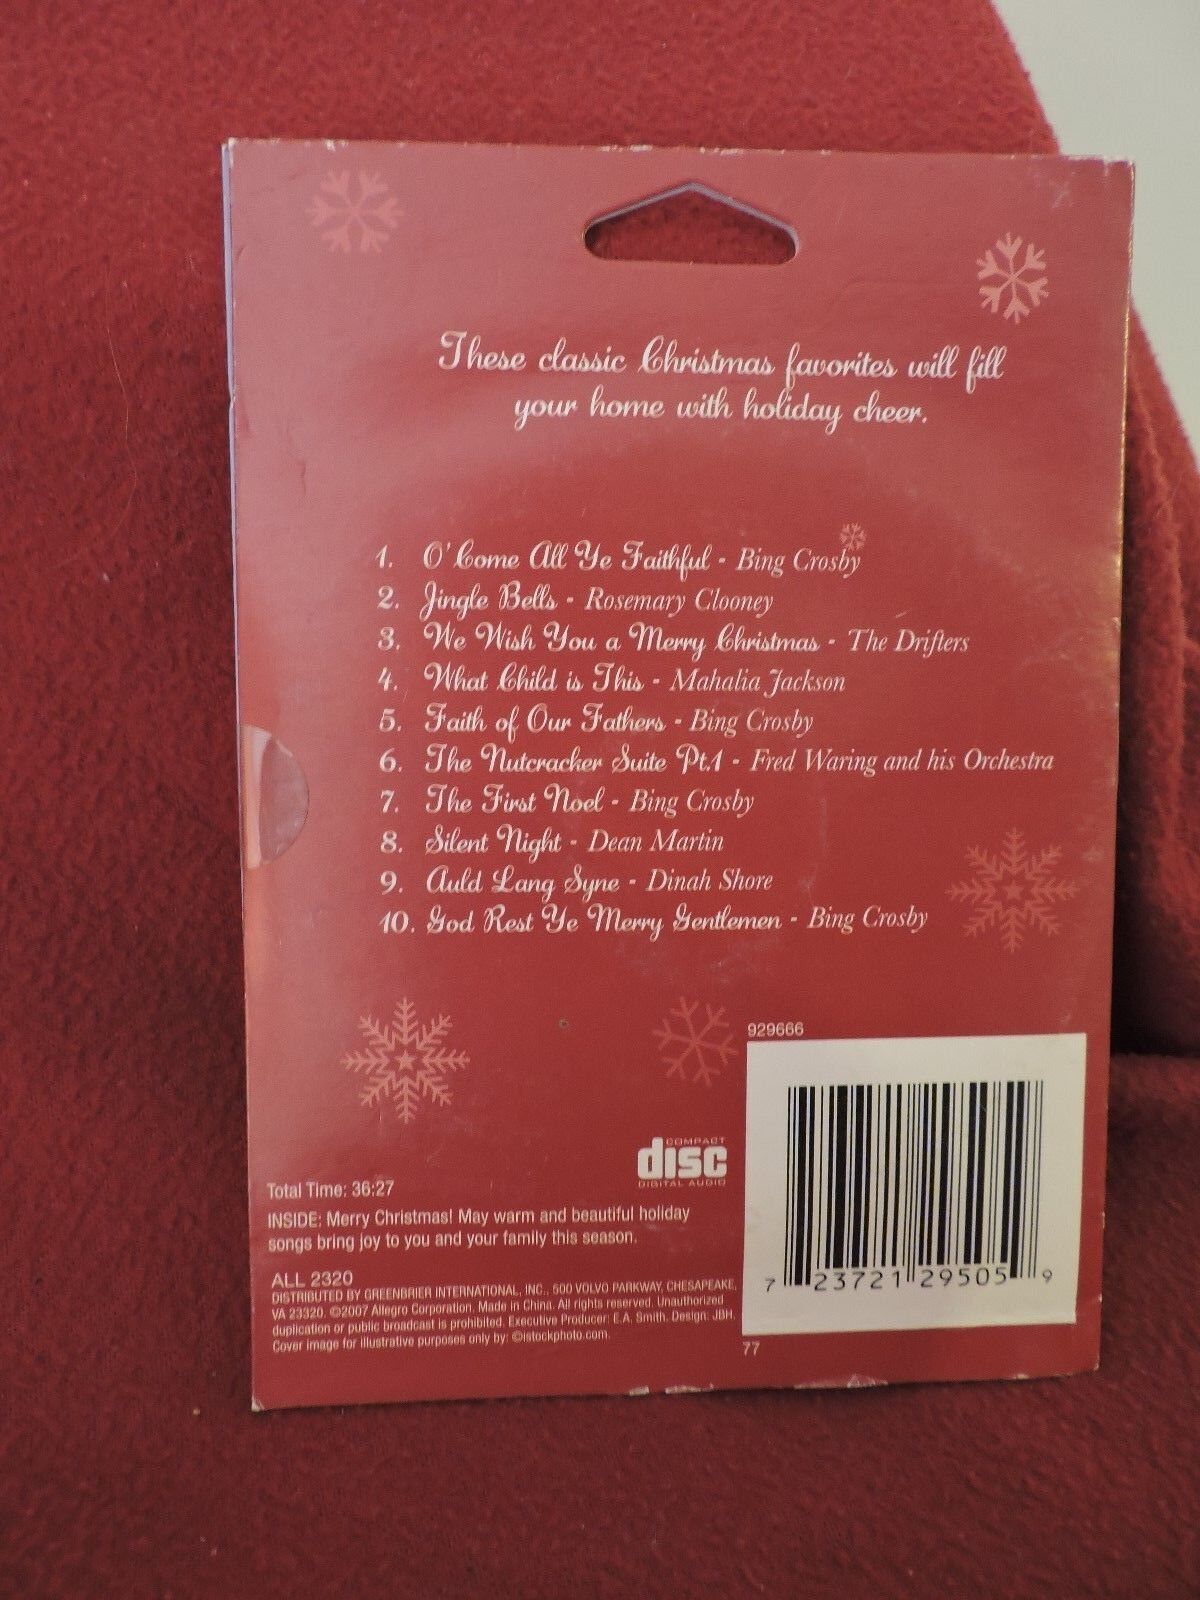 These classic Christmas favorites will fill
your home with holiday cheer.
1. O' Come All Ye Faithful - Bing Crosby
2. Jingle Bells - Rosemary Clooney
3. We Wish You a Merry Christmas - The Drifters
4. What Child is This - Mahalia Jackson
5. Faith of Our Fathers - Bing Crosby
6. The Nutcracker Suite Pt.1 - Fred Waring and his Orchestra
7. The First Noel - Bing Crosby
8. Silent Night - Dean Martin
9. Auld Lang Syne - Dinah Shore
10. God Rest Ye Merry Gentlemen - Bing Crosby
929666
COMPACT
disc
DIGITAL AUDIO
Total Time: 36:27
INSIDE: Merry Christmas! May warm and beautiful holiday
songs bring joy to you and your family this season.
ALL 2320
DISTRIBUTED BY GREENBRIER INTERNATIONAL, INC., 500 VOLVO PARKWAY, CHESAPEAKE,
VA 23320. ©2007 Allegro Corporation. Made in China. All rights reserved. Unauthorized
duplication or public broadcast is prohibited. Executive Producer: E.A. Smith. Design: JBH.
Cover image for illustrative purposes only by: ©istockphoto.com.
7 23721 29505 9
77